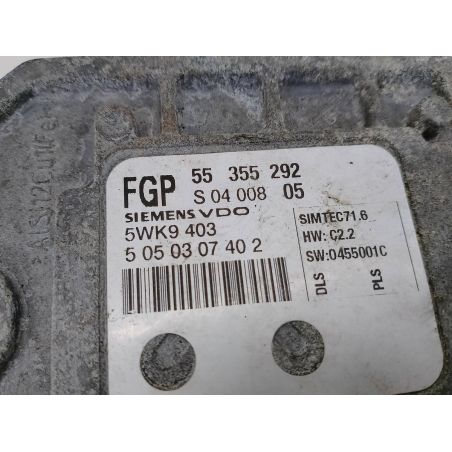 FGP 55 355 292
S 04 008 05
SIEMENS VDO
5WK9 403
5 05 03 07 40 2
SIMTEC71.6
HW: C2.2
SW:0455001C
DLS
PLS